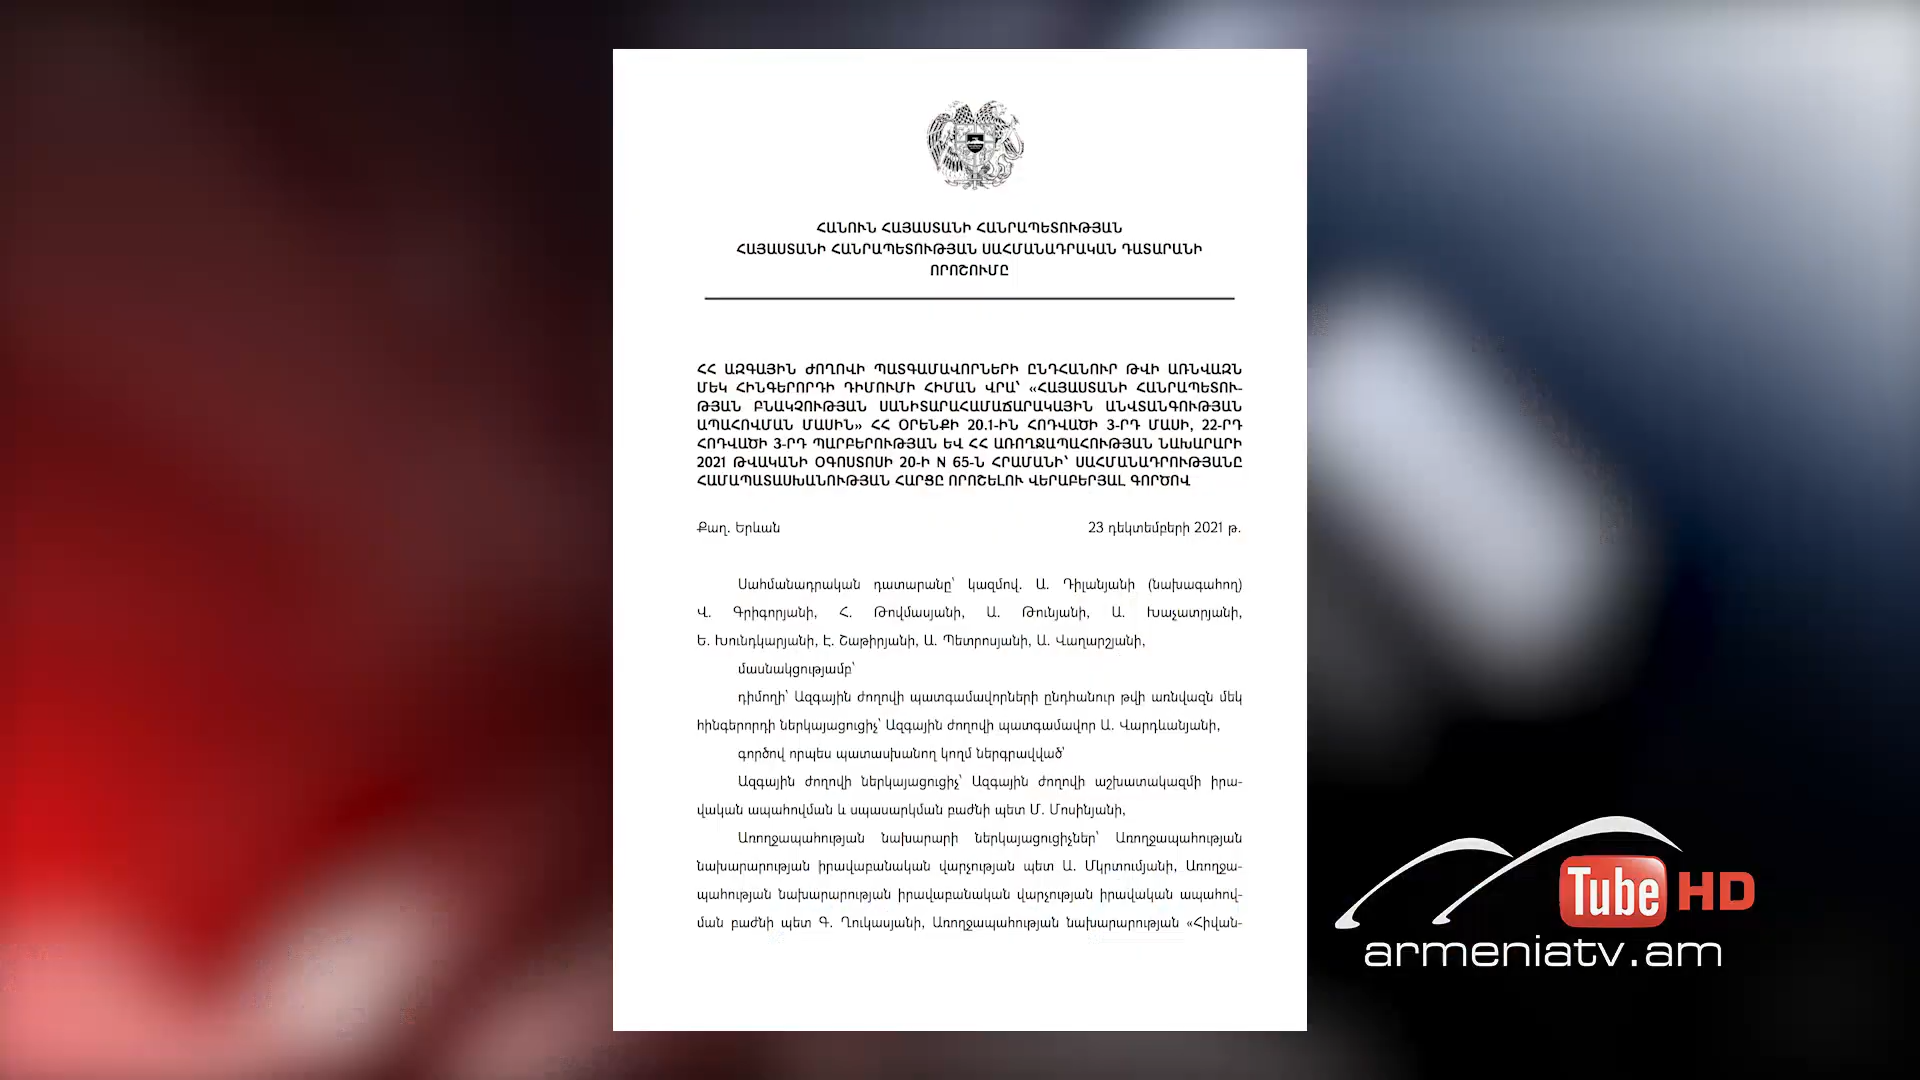 ՀԱՆՈՒՆ ՀԱՅԱՍՏԱՆԻ ՀԱՆՐԱՊԵՏՈՒԹՅԱՆ
ՀԱՅԱՍՏԱՆԻ ՀԱՆՐԱՊԵՏՈՒԹՅԱՆ ՍԱՀՄԱՆԱԴՐԱԿԱՆ ԴԱՏԱՐԱՆԻ
ՈՐՈՇՈՒՄԸ
ՀՀ ԱԶԳԱՅԻՆ ԺՈՂՈՎԻ ՊԱՏԳԱՄԱՎՈՐՆԵՐԻ ԸՆԴՀԱՆՈՒՐ ԹՎԻ ԱՌՆՎԱԶՆ
ՄԵԿ ՀԻՆԳԵՐՈՐԴԻ ԴԻՄՈՒՄԻ ՀԻՄԱՆ ՎՐԱ՝ «ՀԱՅԱՍՏԱՆԻ ՀԱՆՐԱՊԵՏՈՒ-
ԹՅԱՆ ԲՆԱԿՉՈՒԹՅԱՆ ՍԱՆԻՏԱՐԱՀԱՄԱՃԱՐԱԿԱՅԻՆ ԱՆՎՏԱՆԳՈՒԹՅԱՆ
ԱՊԱՀՈՎՄԱՆ ՄԱՍԻՆ» ՀՀ ՕՐԵՆՔԻ 20.1-ԻՆ ՀՈԴՎԱԾԻ 3-ՐԴ ՄԱՍԻ, 22-ՐԴ
ՀՈԴՎԱԾԻ 3-ՐԴ ՊԱՐԲԵՐՈՒԹՅԱՆ ԵՎ ՀՀ ԱՌՈՂՋԱՊԱՀՈՒԹՅԱՆ ՆԱԽԱՐԱՐԻ
2021 ԹՎԱԿԱՆԻ ՕԳՈՍՏՈՍԻ 20-Ի N 65-Ն ՀՐԱՄԱՆԻ՝ ՍԱՀՄԱՆԱԴՐՈՒԹՅԱՆԸ
ՀԱՄԱՊԱՏԱՍԽԱՆՈՒԹՅԱՆ ՀԱՐՑԸ ՈՐՈՇԵԼՈՒ ՎԵՐԱԲԵՐՅԱԼ ԳՈՐԾՈՎ
Քաղ. Երևան 23 դեկտեմբերի 2021 թ.
Սահմանադրական դատարանը՝ կազմով. Ա. Դիլանյանի (նախագահող)
Վ. Գրիգորյանի, Հ. Թովմասյանի, Ա. Թունյանի, Ա. Խաչատրյանի,
Ե. Խունդկարյանի, Է. Շաթիրյանի, Ա. Պետրոսյանի, Ա. Վաղարշյանի,
մասնակցությամբ՝
դիմողի՝ Ազգային ժողովի պատգամավորների ընդհանուր թվի առնվազն մեկ
հինգերորդի ներկայացուցիչ՝ Ազգային ժողովի պատգամավոր Ա. Վարդևանյանի,
գործով որպես պատասխանող կողմ ներգրավված՝
Ազգային ժողովի ներկայացուցիչ՝ Ազգային ժողովի աշխատակազմի իրա-
վական ապահովման և սպասարկման բաժնի պետ Մ. Մոսինյանի,
Առողջապահության նախարարի ներկայացուցիչներ՝ Առողջապահության
նախարարության իրավաբանական վարչության պետ Ա. Մկրտումյանի, Առողջա-
պահության նախարարության իրավաբանական վարչության իրավական ապահով-
ման բաժնի պետ Գ. Ղուկասյանի, Առողջապահության նախարարության «Հիվան-
Tube HD
armeniatv.am